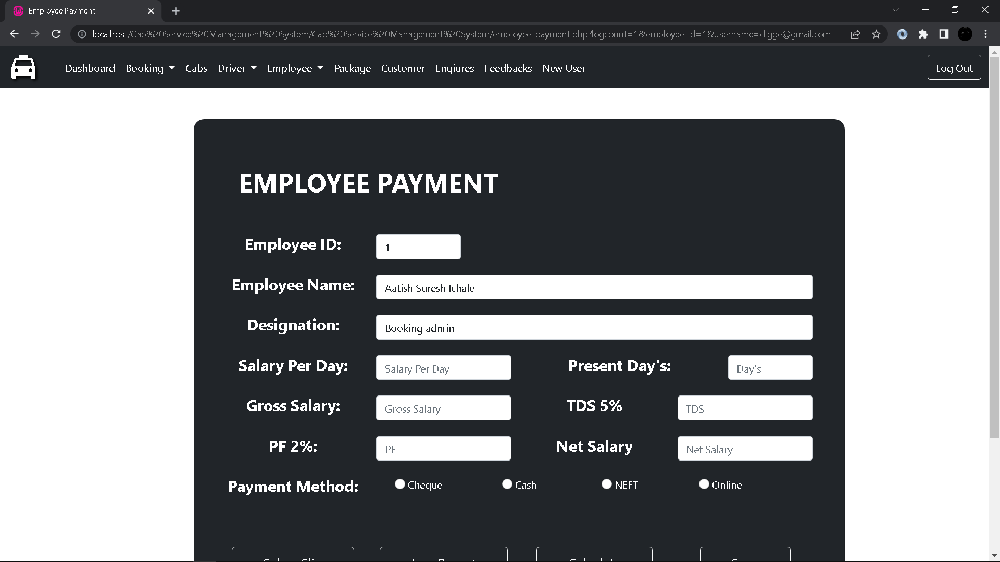 Employee Payment
localhost/Cab%20Service%20Management%20System/Cab%20Service%20Management%20System/employee_payment.php?logcount=1&employee_id=1&username=digge@gmail.com
Dashboard Booking Cabs Driver Employee Package Customer Enqiures Feedbacks New User Log Out
EMPLOYEE PAYMENT
Employee ID: 1
Employee Name: Aatish Suresh Ichale
Designation: Booking admin
Salary Per Day: Salary Per Day Present Day's: Day's
Gross Salary: Gross Salary TDS 5% TDS
PF 2%: PF Net Salary Net Salary
Payment Method: Cheque Cash NEFT Online